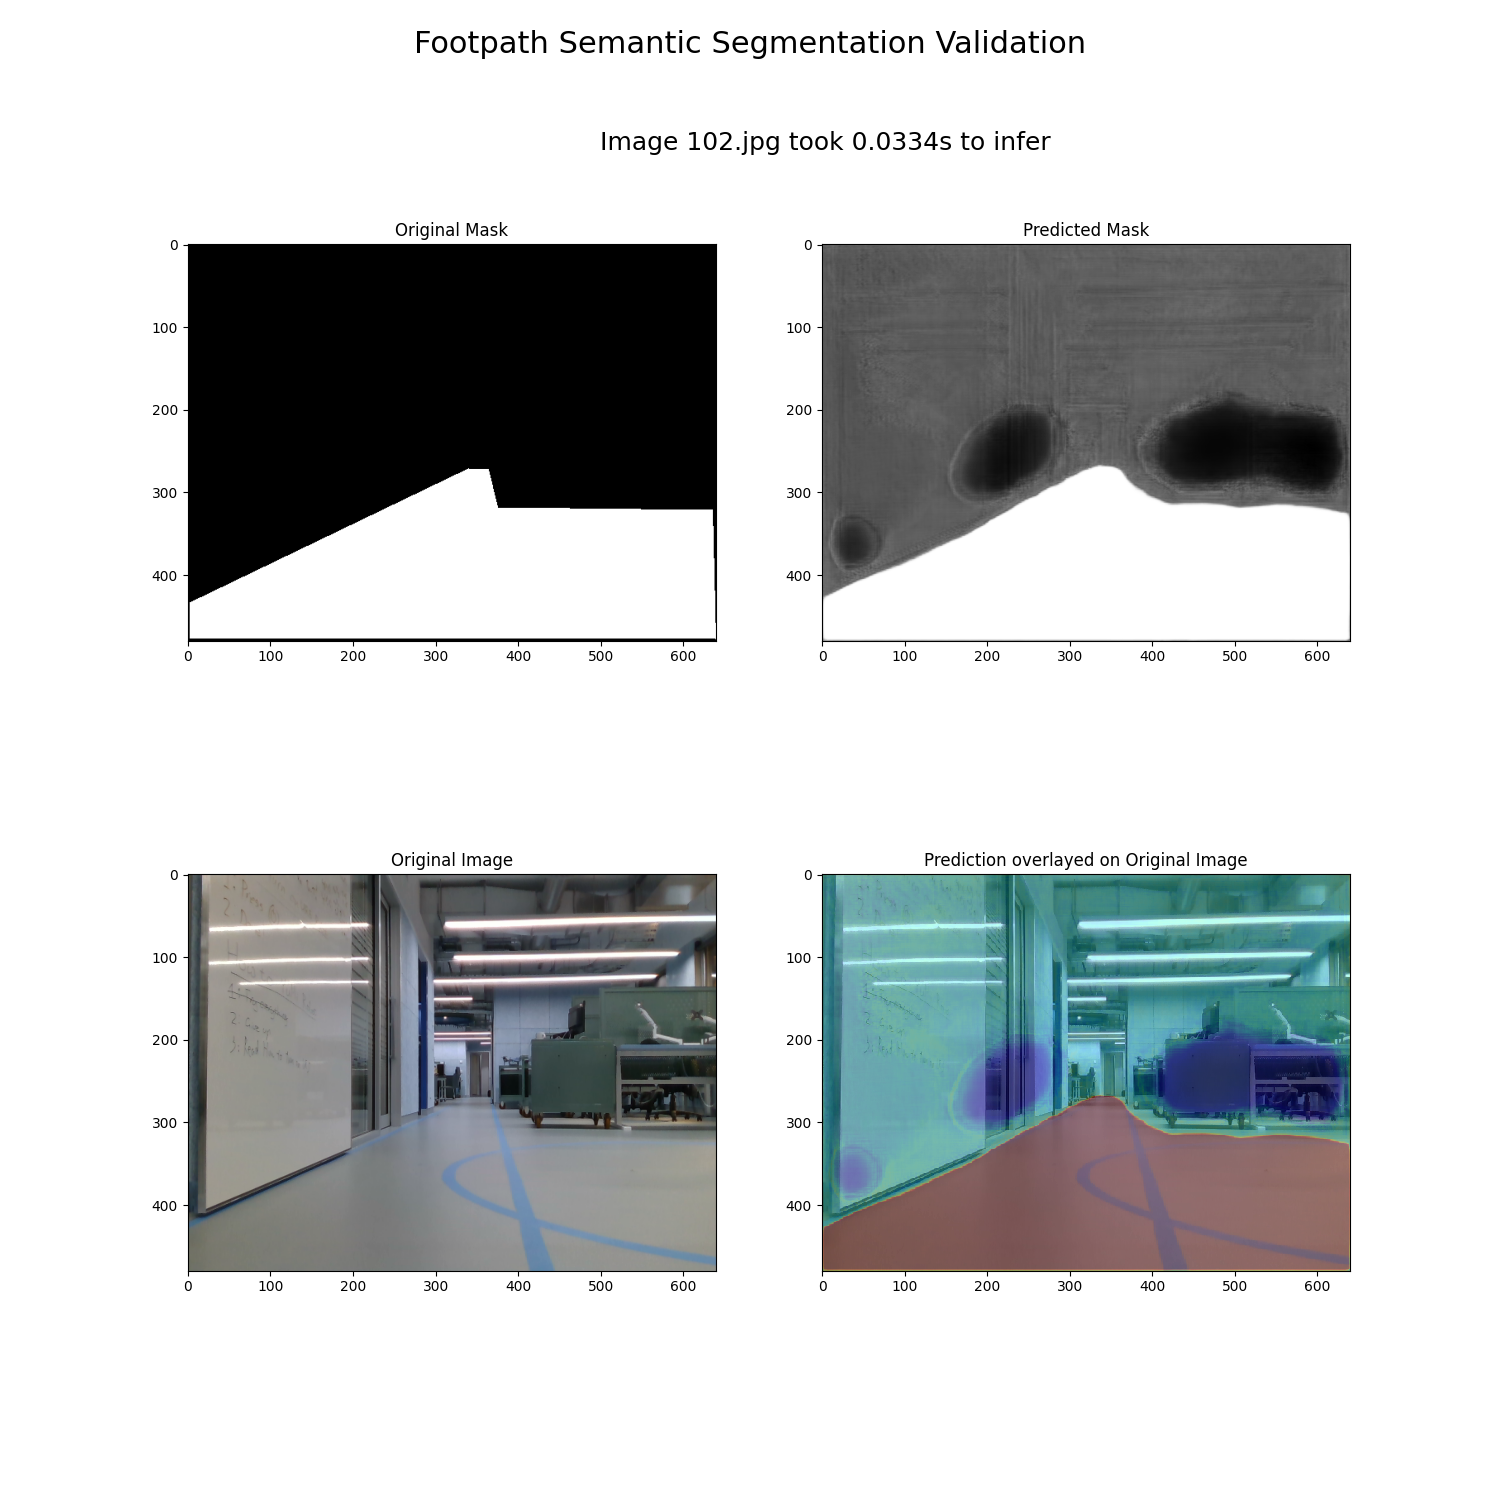 Footpath Semantic Segmentation Validation
Image 102.jpg took 0.0334s to infer
Original Mask
0
100
200
300
400
0 100 200 300 400 500 600
Predicted Mask
0
100
200
300
400
0 100 200 300 400 500 600
Original Image
0
100
200
300
400
0 100 200 300 400 500 600
Prediction overlayed on Original Image
0
100
200
300
400
0 100 200 300 400 500 600